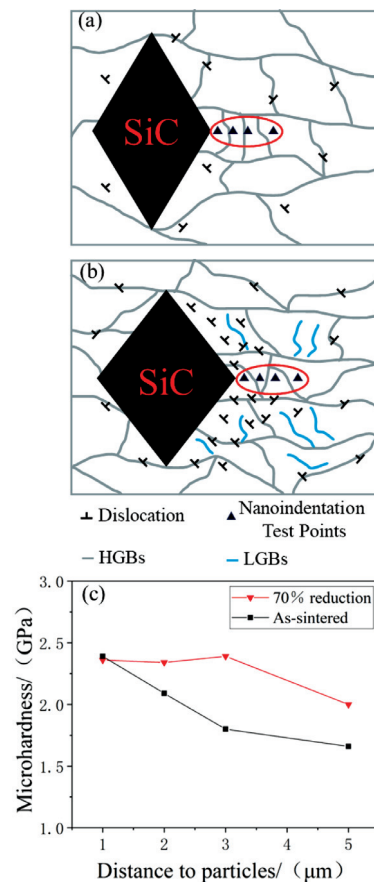 (a)
SiC
(b)
SiC
Dislocation
Nanoindentation
Test Points
HGBs
LGBs
(c)
70% reduction
As-sintered
Microhardness/ (GPa)
3.0
2.5
2.0
1.5
1.0
1 2 3 4 5
Distance to particles/ (μm)